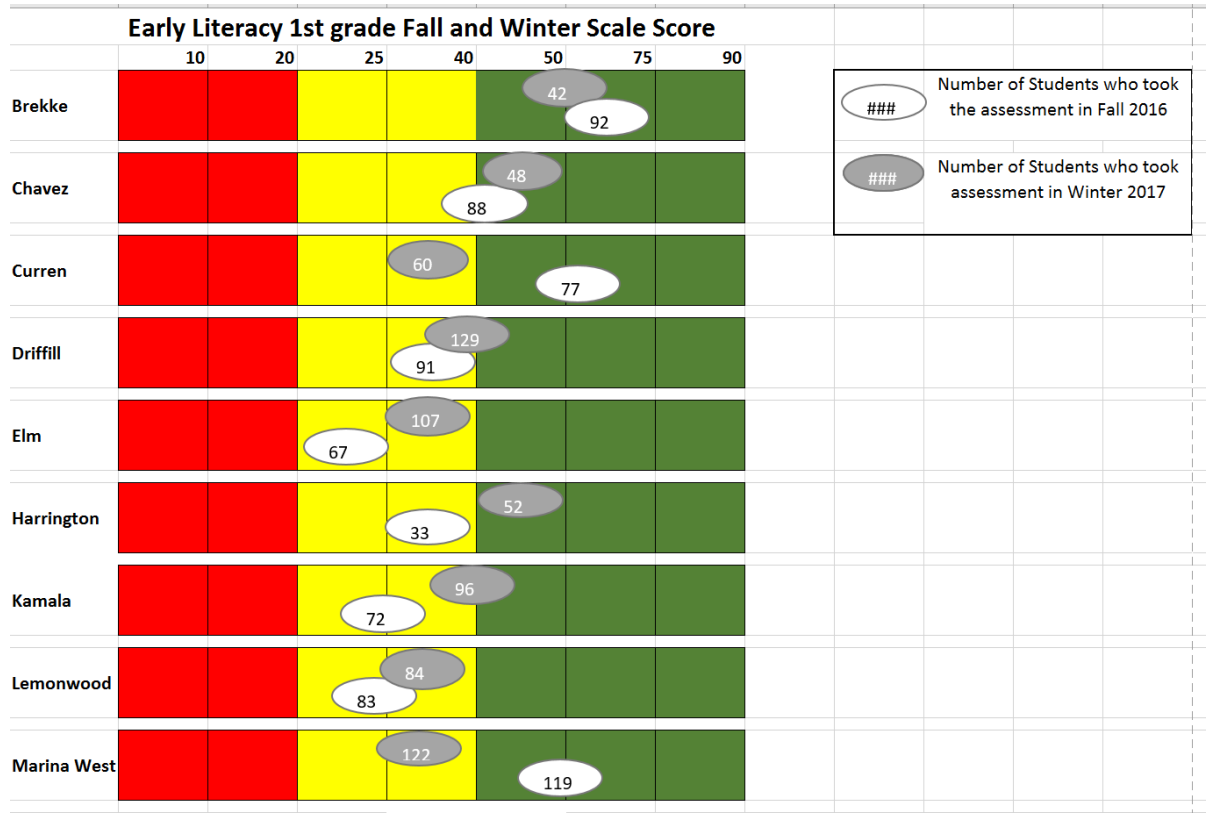 Early Literacy 1st grade Fall and Winter Scale Score
10 20 25 40 50 75 90
Brekke
42
92
Chavez
48
88
Curren
60
77
Driffill
129
91
Elm
107
67
Harrington
52
33
Kamala
96
72
Lemonwood
84
83
Marina West
122
119
### Number of Students who took
the assessment in Fall 2016
### Number of Students who took
assessment in Winter 2017